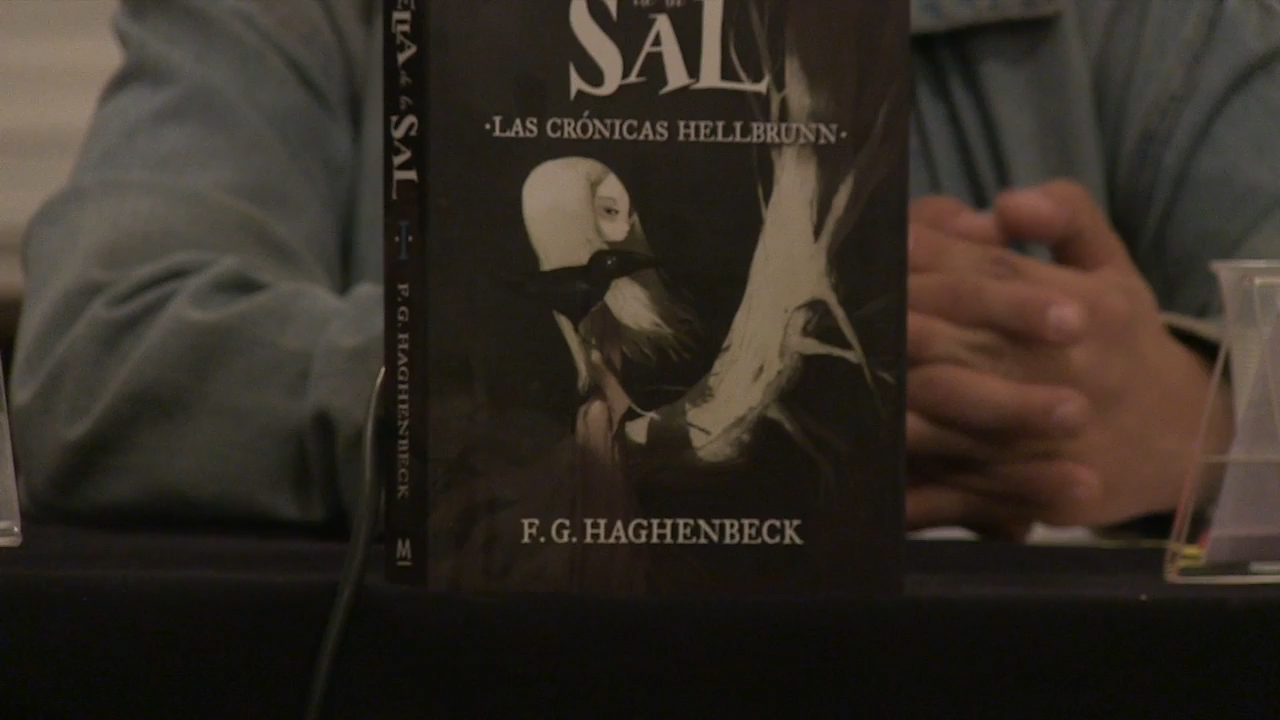 SAL
·LAS CRÓNICAS HELLBRUNN·
F. G. HAGHENBECK
SAL
F. G. HAGHENBECK
M